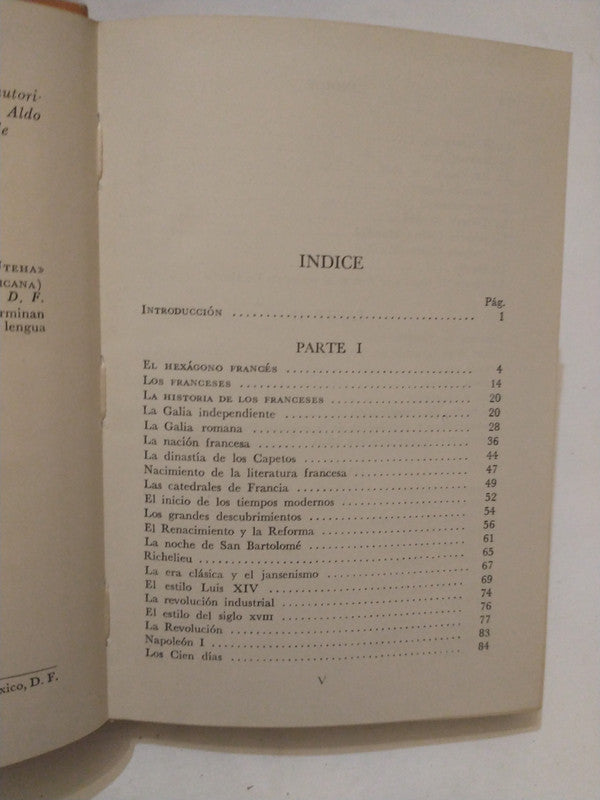 autori-
Aldo
TEHA»
ICANA)
D. F.
rminan
lengua
xico, D. F.
INDICE
Pág.
INTRODUCCIÓN .......... 1
PARTE I
EL HEXÁGONO FRANCÉS .......... 4
LOS FRANCESES .......... 14
LA HISTORIA DE LOS FRANCESES .......... 20
La Galia independiente .......... 20
La Galia romana .......... 28
La nación francesa .......... 36
La dinastía de los Capetos .......... 44
Nacimiento de la literatura francesa .......... 47
Las catedrales de Francia .......... 49
El inicio de los tiempos modernos .......... 52
Los grandes descubrimientos .......... 54
El Renacimiento y la Reforma .......... 56
La noche de San Bartolomé .......... 61
Richelieu .......... 65
La era clásica y el jansenismo .......... 67
El estilo Luis XIV .......... 69
La revolución industrial .......... 74
El estilo del siglo XVIII .......... 76
La Revolución .......... 77
Napoleón I .......... 83
Los Cien días .......... 84
V